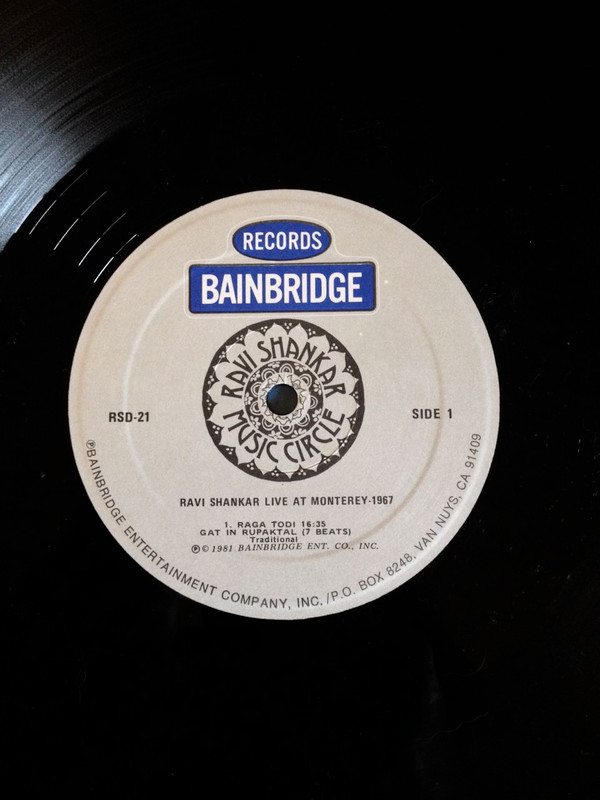 RECORDS
BAINBRIDGE
RAVI SHANKAR
MUSIC CIRCLE
RSD-21
SIDE 1
RAVI SHANKAR LIVE AT MONTEREY-1967
1. RAGA TODI 16:35
GAT IN RUPAKTAL (7 BEATS)
Traditional
℗ © 1981 BAINBRIDGE ENT. CO., INC.
℗BAINBRIDGE ENTERTAINMENT COMPANY, INC./P.O. BOX 8248, VAN NUYS, CA 91409